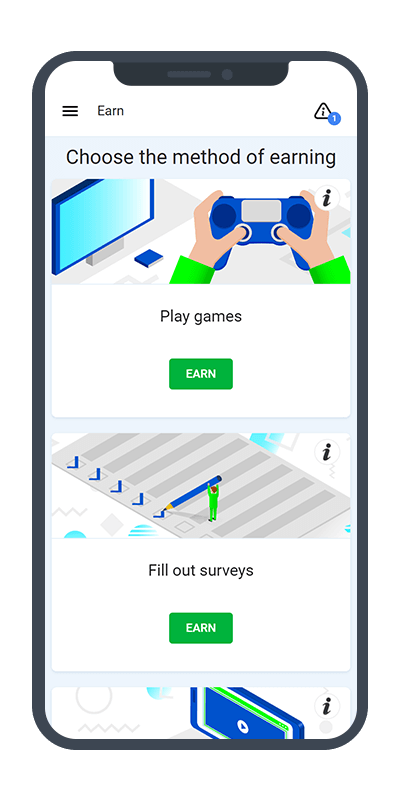 Earn
1
Choose the method of earning
i
Play games
EARN
i
Fill out surveys
EARN
i